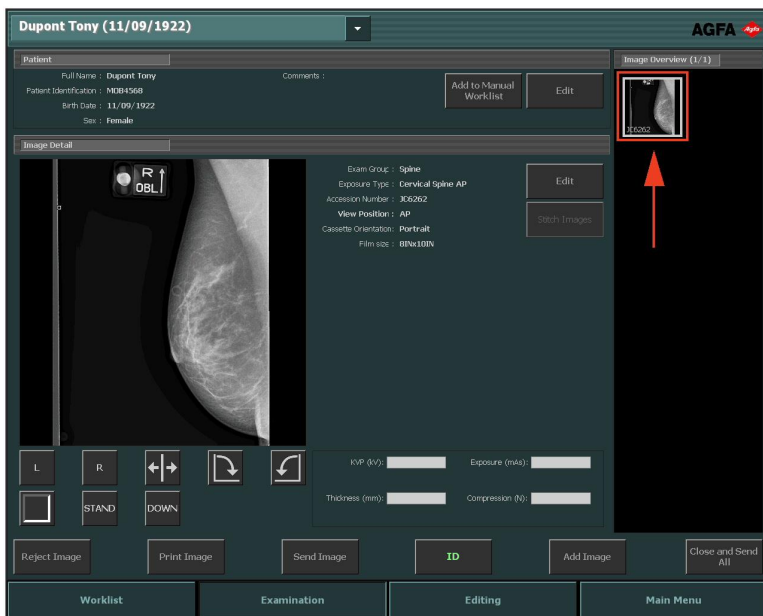 Dupont Tony (11/09/1922)
AGFA
Agfa
Patient
Image Overview (1/1)
Full Name : Dupont Tony
Comments :
Patient Identification : MOB4568
Birth Date : 11/09/1922
Sex : Female
Add to Manual
Worklist
Edit
JC6262
Image Detail
R
OBL
Exam Group : Spine
Exposure Type : Cervical Spine AP
Accession Number : JC6262
View Position : AP
Cassette Orientation: Portrait
Film size : 8INx10IN
Edit
Stitch Images
L
R
STAND
DOWN
KVP (kV):
Exposure (mAs):
Thickness (mm):
Compression (N):
Reject Image
Print Image
Send Image
ID
Add Image
Close and Send
All
Worklist
Examination
Editing
Main Menu